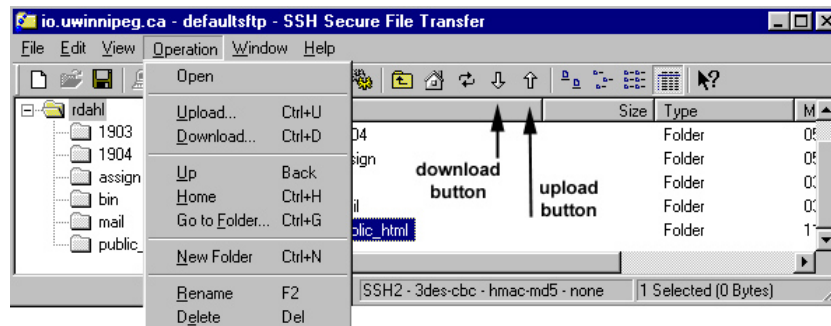 io.uwinnipeg.ca - defaultsftp - SSH Secure File Transfer
File Edit View Operation Window Help
Size Type M
rdahl
1903
1904
assign
bin
mail
public_
Open
Upload... Ctrl+U
Download... Ctrl+D
Up Back
Home Ctrl+H
Go to Folder... Ctrl+G
New Folder Ctrl+N
Rename F2
Delete Del
04 Folder
sign Folder
Folder
il Folder
blic_html Folder
download
button
upload
button
SSH2 - 3des-cbc - hmac-md5 - none 1 Selected (0 Bytes)